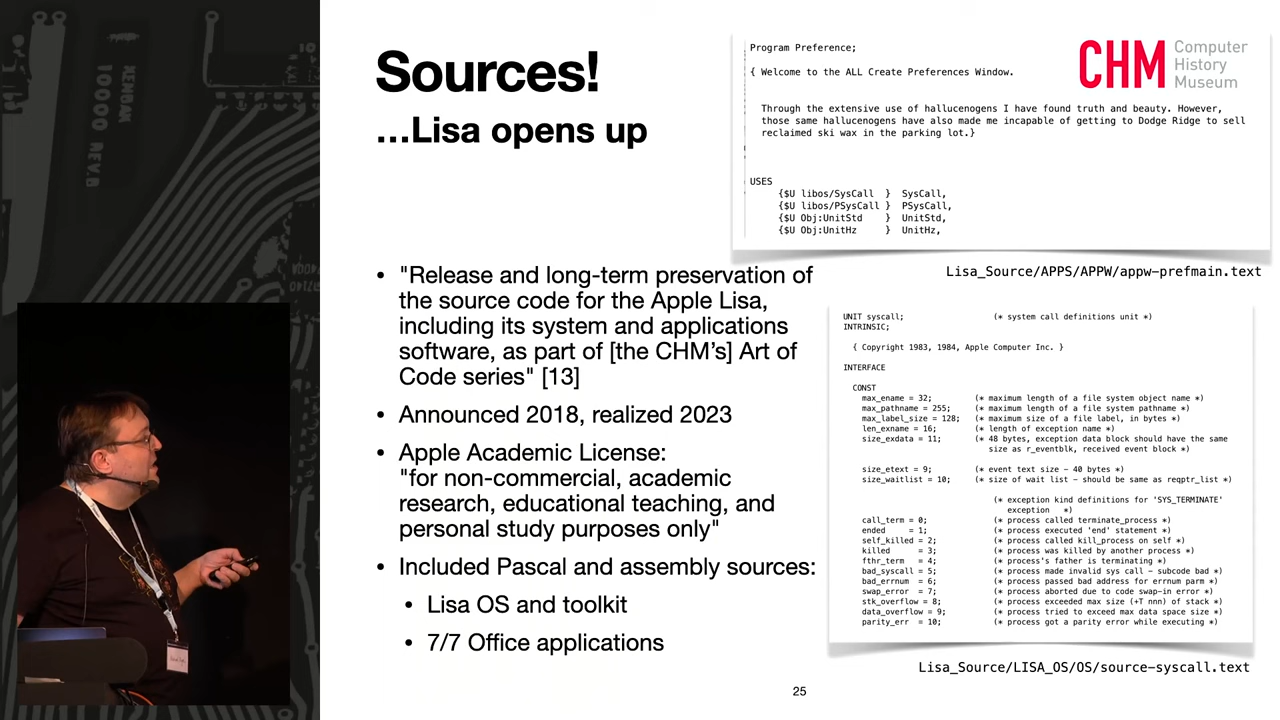 Sources!
...Lisa opens up
• "Release and long-term preservation of
the source code for the Apple Lisa,
including its system and applications
software, as part of [the CHM's] Art of
Code series" [13]
• Announced 2018, realized 2023
• Apple Academic License:
"for non-commercial, academic
research, educational teaching, and
personal study purposes only"
• Included Pascal and assembly sources:
• Lisa OS and toolkit
• 7/7 Office applications
Program Preference;
{ Welcome to the ALL Create Preferences Window.
Through the extensive use of hallucenogens I have found truth and beauty. However,
those same hallucenogens have also made me incapable of getting to Dodge Ridge to sell
reclaimed ski wax in the parking lot.}
USES
{$U libos/SysCall } SysCall,
{$U libos/PSysCall } PSysCall,
{$U Obj:UnitStd } UnitStd,
{$U Obj:UnitHz } UnitHz,
CHM Computer
History
Museum
Lisa_Source/APPS/APPW/appw-prefmain.text
UNIT syscall; (* system call definitions unit *)
INTRINSIC;
{ Copyright 1983, 1984, Apple Computer Inc. }
INTERFACE
CONST
max_ename = 32; (* maximum length of a file system object name *)
max_pathname = 255; (* maximum length of a file system pathname *)
max_label_size = 128; (* maximum size of a file label, in bytes *)
len_exname = 16; (* length of exception name *)
size_exdata = 11; (* 48 bytes, exception data block should have the same
size as r_eventblk, received event block *)
size_etext = 9; (* event text size - 40 bytes *)
size_waitlist = 10; (* size of wait list - should be same as reqptr_list *)
(* exception kind definitions for 'SYS_TERMINATE'
exception *)
call_term = 0; (* process called terminate_process *)
ended = 1; (* process executed 'end' statement *)
self_killed = 2; (* process called kill_process on self *)
killed = 3; (* process was killed by another process *)
fthr_term = 4; (* process's father is terminating *)
bad_syscall = 5; (* process made invalid sys call - subcode bad *)
bad_errnum = 6; (* process passed bad address for errnum parm *)
swap_error = 7; (* process aborted due to code swap-in error *)
stk_overflow = 8; (* process exceeded max size (+T nnn) of stack *)
data_overflow = 9; (* process tried to exceed max data space size *)
parity_err = 10; (* process got a parity error while executing *)
Lisa_Source/LISA_OS/OS/source-syscall.text
25
10000 REV.B